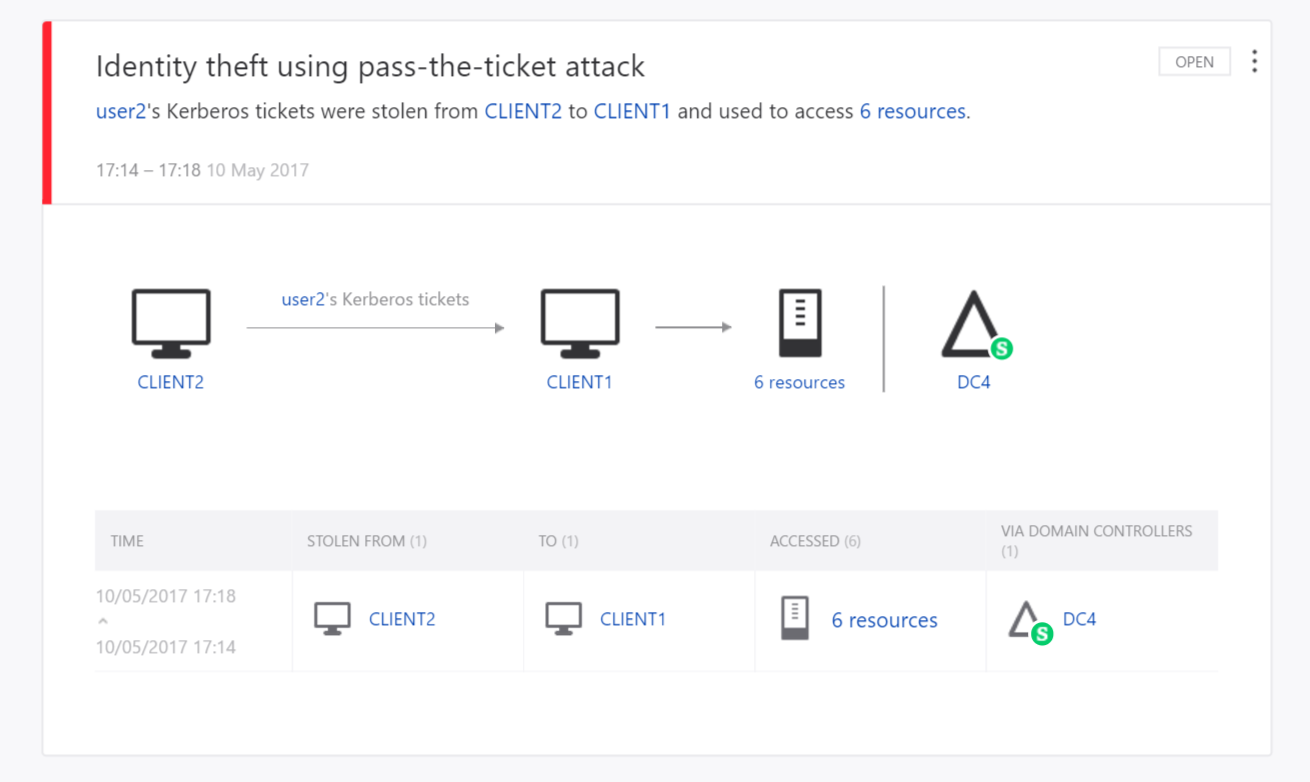 Identity theft using pass-the-ticket attack
OPEN
user2's Kerberos tickets were stolen from CLIENT2 to CLIENT1 and used to access 6 resources.
17:14 – 17:18 10 May 2017
user2's Kerberos tickets
S
CLIENT2
CLIENT1
6 resources
DC4
TIME
STOLEN FROM (1)
TO (1)
ACCESSED (6)
VIA DOMAIN CONTROLLERS
(1)
10/05/2017 17:18
10/05/2017 17:14
CLIENT2
CLIENT1
6 resources
S
DC4